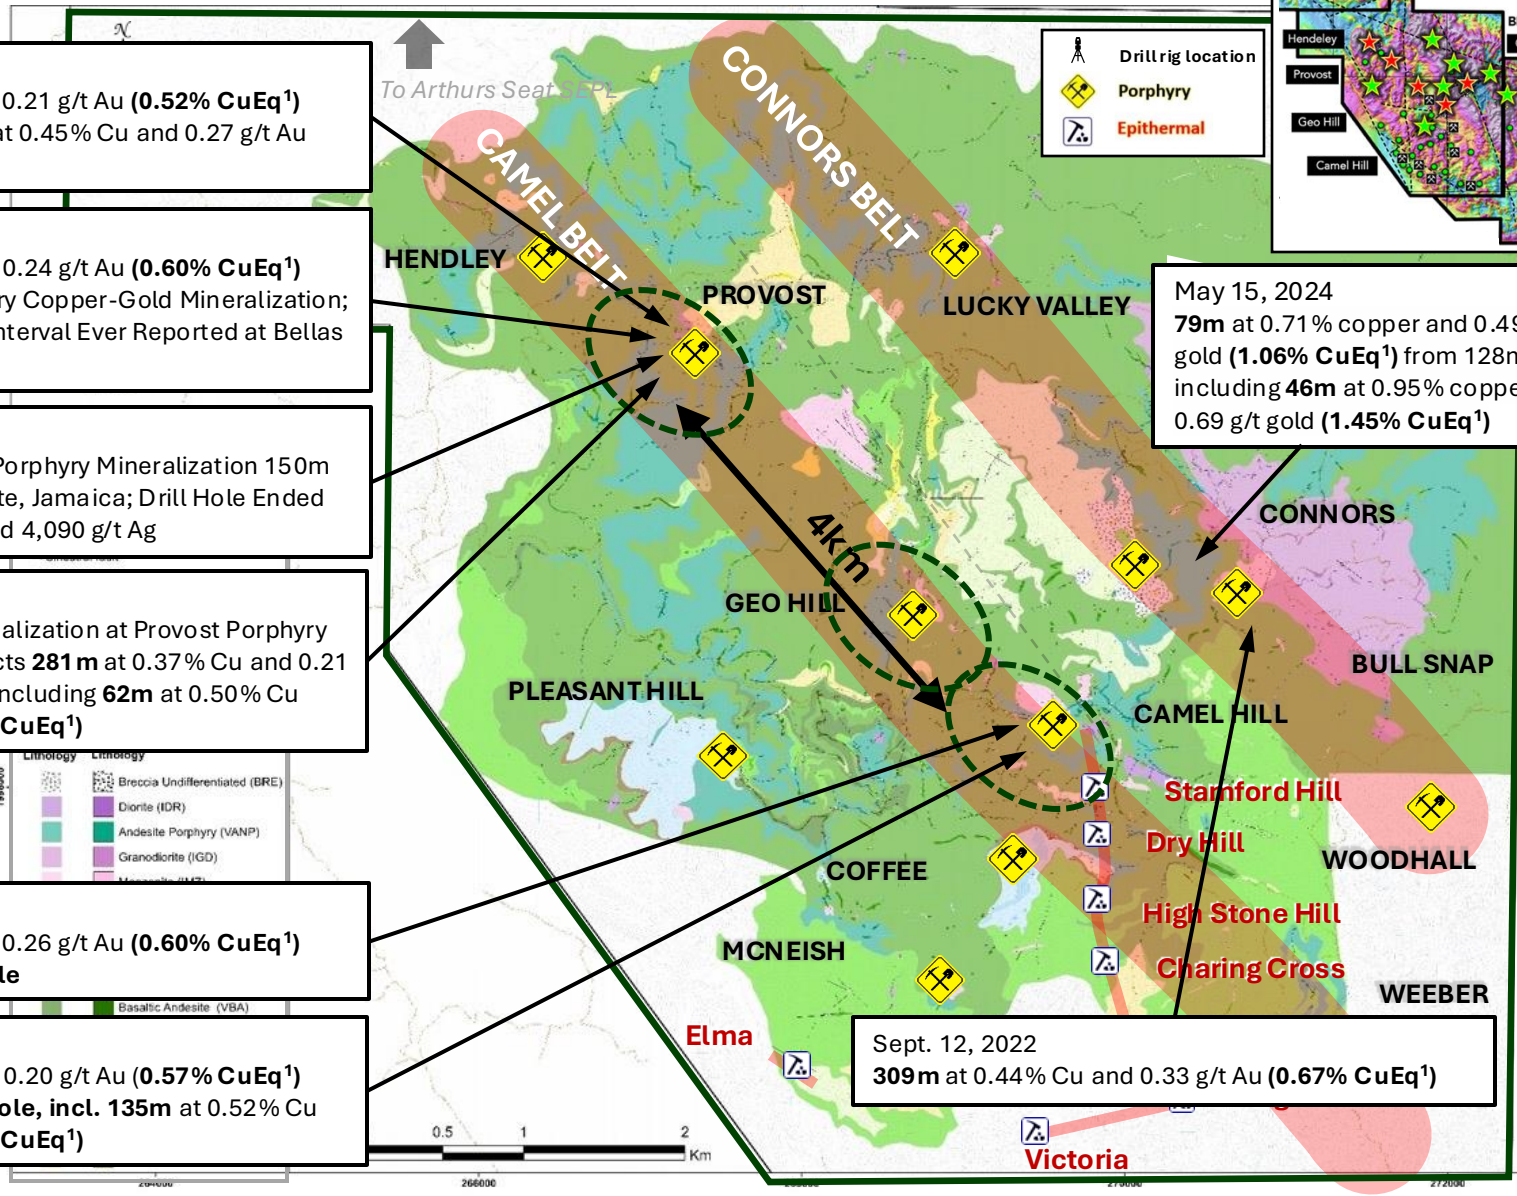 N
To Arthurs Seat SEPL
0.21 g/t Au (0.52% CuEq¹)
at 0.45% Cu and 0.27 g/t Au
0.24 g/t Au (0.60% CuEq¹)
ry Copper-Gold Mineralization;
nterval Ever Reported at Bellas
Porphyry Mineralization 150m
te, Jamaica; Drill Hole Ended
d 4,090 g/t Ag
alization at Provost Porphyry
cts 281m at 0.37% Cu and 0.21
ncluding 62m at 0.50% Cu
CuEq¹)
Lithology Lithology
Breccia Undifferentiated (BRE)
Diorite (IDR)
Andesite Porphyry (VANP)
Granodiorite (IGD)
0.26 g/t Au (0.60% CuEq¹)
le
Basaltic Andesite (VBA)
0.20 g/t Au (0.57% CuEq¹)
ole, incl. 135m at 0.52% Cu
CuEq¹)
CAMEL BELT
CONNORS BELT
Drill rig location
Porphyry
Epithermal
Hendeley
Provost
Geo Hill
Camel Hill
HENDLEY
PROVOST
LUCKY VALLEY
May 15, 2024
79m at 0.71% copper and 0.49
gold (1.06% CuEq¹) from 128m
including 46m at 0.95% coppe
0.69 g/t gold (1.45% CuEq¹)
CONNORS
4km
GEO HILL
BULL SNAP
PLEASANT HILL
CAMEL HILL
Stamford Hill
Dry Hill
WOODHALL
COFFEE
High Stone Hill
MCNEISH
Charing Cross
WEEBER
Elma
Sept. 12, 2022
309m at 0.44% Cu and 0.33 g/t Au (0.67% CuEq¹)
Victoria
0.5 1 2
Km
264000 266000 272000